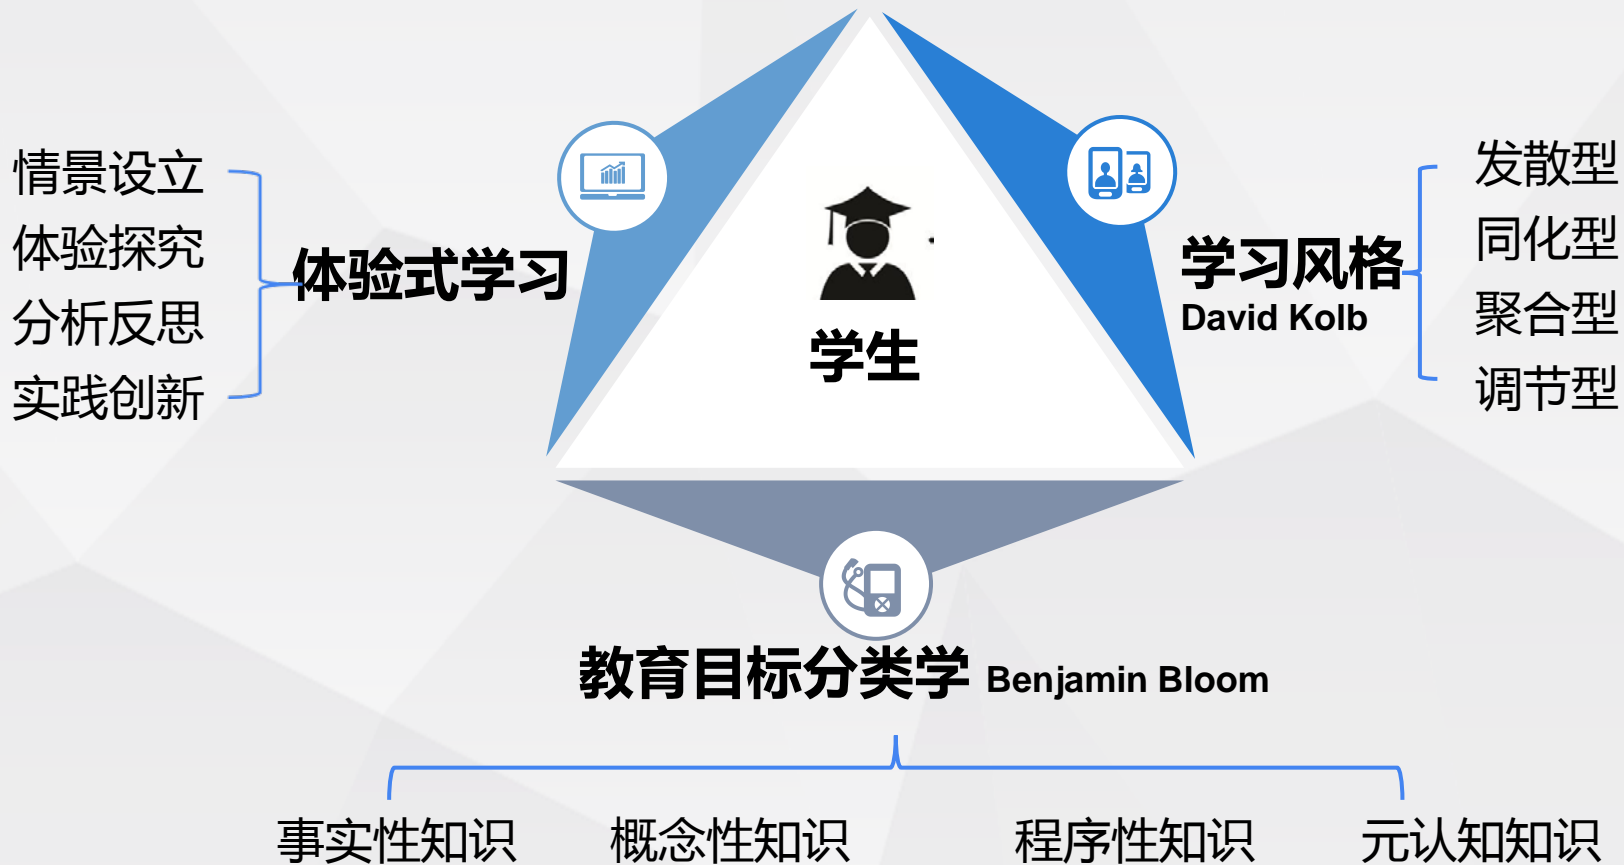 情景设立
体验探究
分析反思
实践创新
体验式学习
学生
学习风格
David Kolb
发散型
同化型
聚合型
调节型
教育目标分类学 Benjamin Bloom
事实性知识 概念性知识 程序性知识 元认知知识